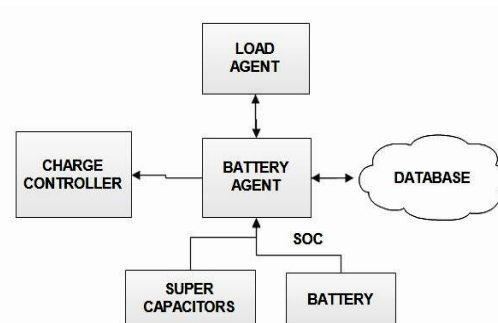 LOAD
AGENT
CHARGE
CONTROLLER
BATTERY
AGENT
DATABASE
SOC
SUPER
CAPACITORS
BATTERY